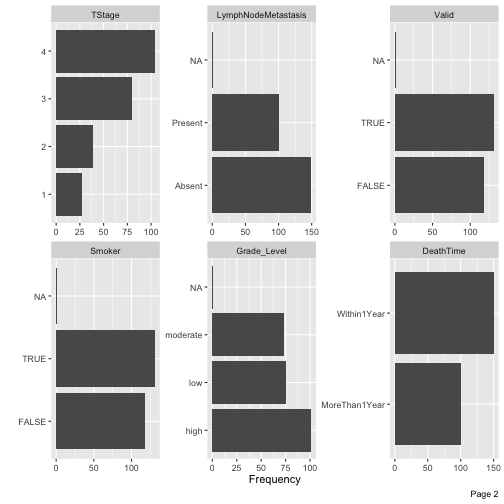 TStage
4
3
2
1
0 25 50 75 100
LymphNodeMetastasis
NA
Present
Absent
0 50 100 150
Valid
NA
TRUE
FALSE
0 50 100
Smoker
NA
TRUE
FALSE
0 50 100
Grade_Level
NA
moderate
low
high
0 25 50 75 100
DeathTime
Within1Year
MoreThan1Year
0 50 100 150
Frequency
Page 2